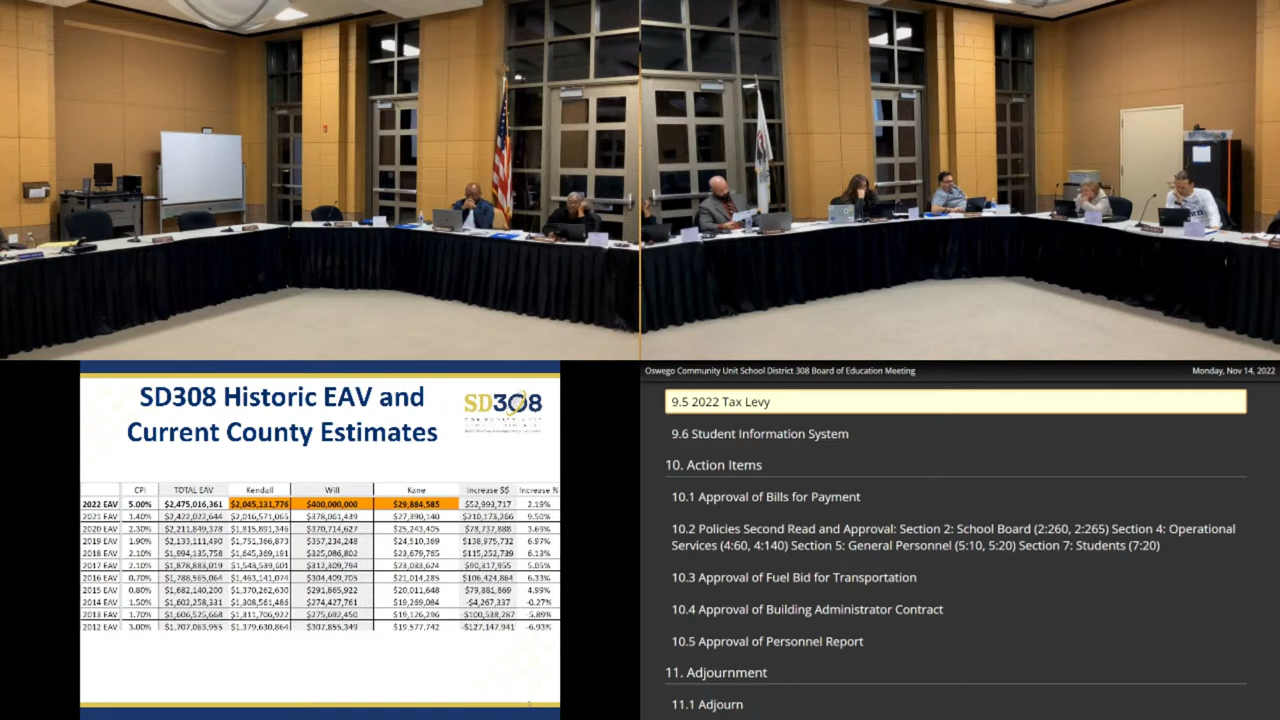 SD308 Historic EAV and
Current County Estimates
SD308
CPI TOTAL EAV Kendall Will Kane Increase $$ Increase %
2022 EAV 5.00% $2,475,016,361 $2,045,131,776 $400,000,000 $29,884,585 $52,993,717 2.19%
2021 EAV 1.40% $2,422,022,644 $2,016,571,065 $378,061,439 $27,390,140 $210,173,266 9.50%
2020 EAV 2.30% $2,211,849,378 $1,815,891,346 $370,714,627 $25,243,405 $78,737,888 3.69%
2019 EAV 1.90% $2,133,111,490 $1,751,366,873 $357,234,248 $24,510,369 $138,975,732 6.97%
2018 EAV 2.10% $1,994,135,758 $1,645,369,191 $325,086,802 $23,679,765 $115,252,739 6.13%
2017 EAV 2.10% $1,878,883,019 $1,543,539,601 $312,309,794 $23,033,624 $90,317,955 5.05%
2016 EAV 0.70% $1,788,565,064 $1,463,141,074 $304,409,705 $21,014,285 $106,424,864 6.33%
2015 EAV 0.80% $1,682,140,200 $1,370,262,630 $291,865,922 $20,011,648 $79,881,869 4.99%
2014 EAV 1.50% $1,602,258,331 $1,308,561,486 $274,427,761 $19,269,084 -$4,267,337 -0.27%
2013 EAV 1.70% $1,606,525,668 $1,311,706,922 $275,692,450 $19,126,296 -$100,538,287 -5.89%
2012 EAV 3.00% $1,707,063,955 $1,379,630,864 $307,855,349 $19,577,742 -$127,147,941 -6.93%
Oswego Community Unit School District 308 Board of Education Meeting Monday, Nov 14, 2022
9.5 2022 Tax Levy
9.6 Student Information System
10. Action Items
10.1 Approval of Bills for Payment
10.2 Policies Second Read and Approval: Section 2: School Board (2:260, 2:265) Section 4: Operational
Services (4:60, 4:140) Section 5: General Personnel (5:10, 5:20) Section 7: Students (7:20)
10.3 Approval of Fuel Bid for Transportation
10.4 Approval of Building Administrator Contract
10.5 Approval of Personnel Report
11. Adjournment
11.1 Adjourn